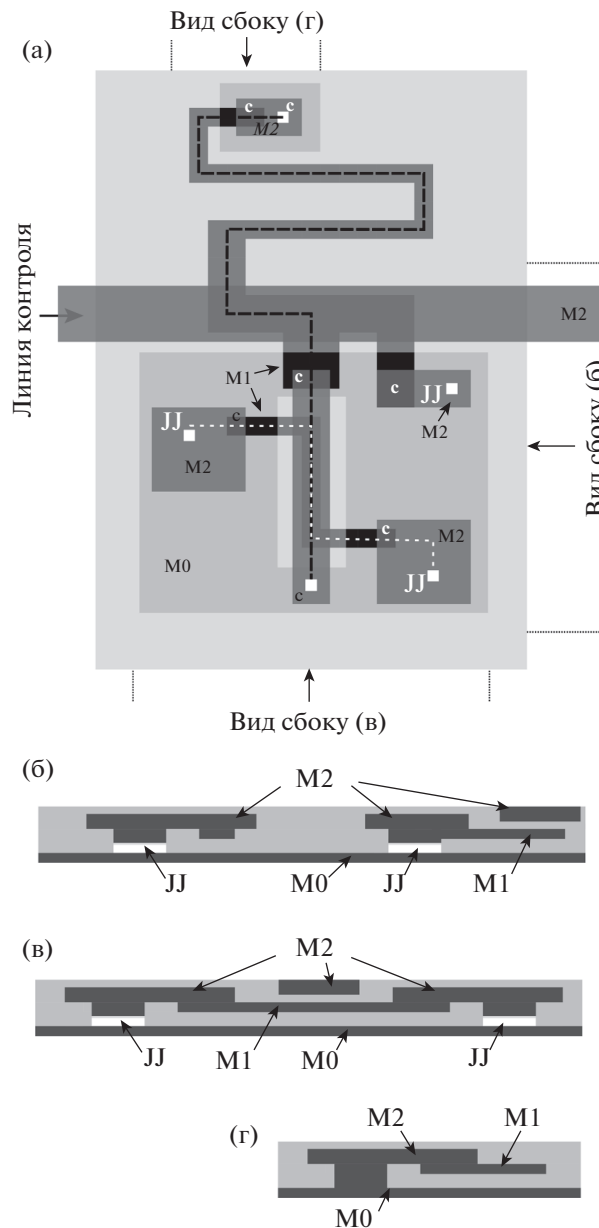 Вид сбоку (г)
(а)
c c
M2
Линия контроля
M2
M1
c
c
JJ
M2
JJ
c
M2
Вид сбоку (б)
c
M2
M0
JJ
c
Вид сбоку (в)
(б)
M2
JJ
M0
JJ
M1
(в)
M2
JJ
M1
M0
JJ
(г)
M2
M1
M0